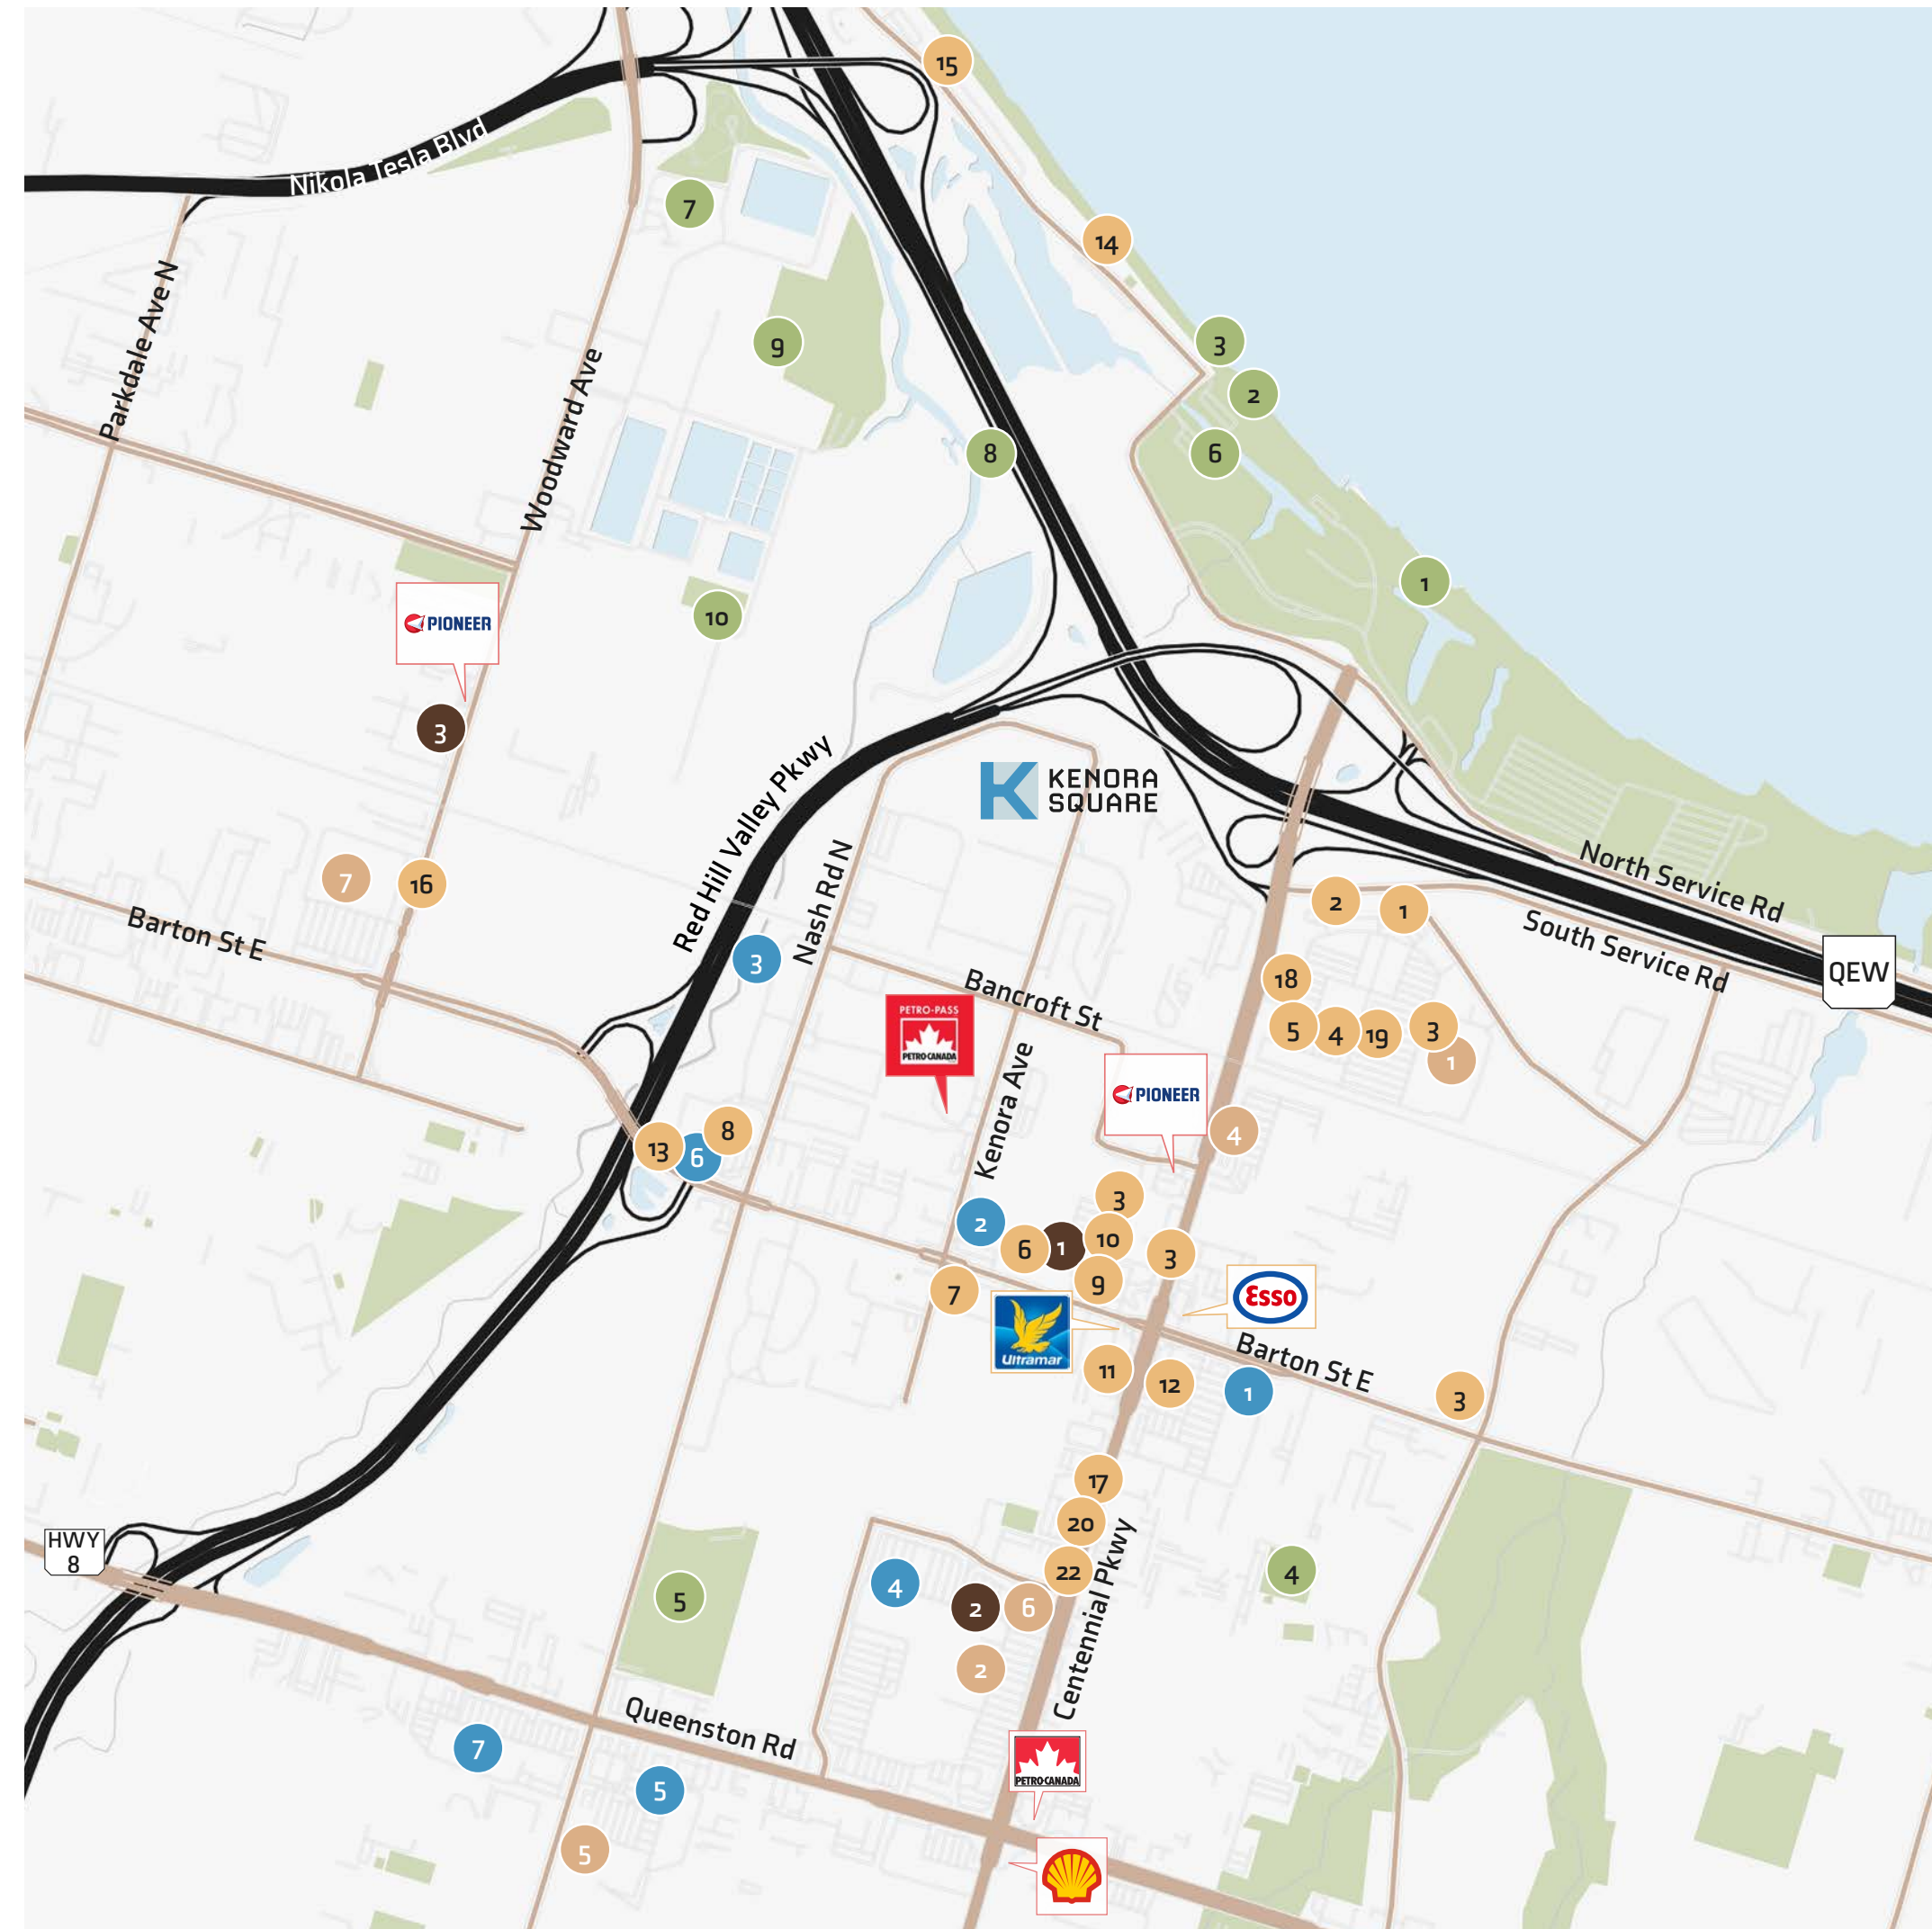 15
Nikola Tesla Blvd
7
14
Parkdale Ave N
3
9
2
Woodward Ave
8
6
1
PIONEER
10
3
KENORA
SQUARE
Red Hill Valley Pkwy
Nash Rd N
7
16
North Service Rd
2
1
Barton St E
South Service Rd
3
QEW
18
Bancroft St
PETRO-PASS
PETRO-CANADA
5
4
19
3
1
Kenora Ave
PIONEER
13
6
8
4
3
2
6
1
10
3
9
7
Esso
Ultramar
Barton St E
11
12
1
3
17
20
Centennial Pkwy
HWY
8
22
4
4
5
2
6
2
Queenston Rd
7
PETRO-CANADA
5
5